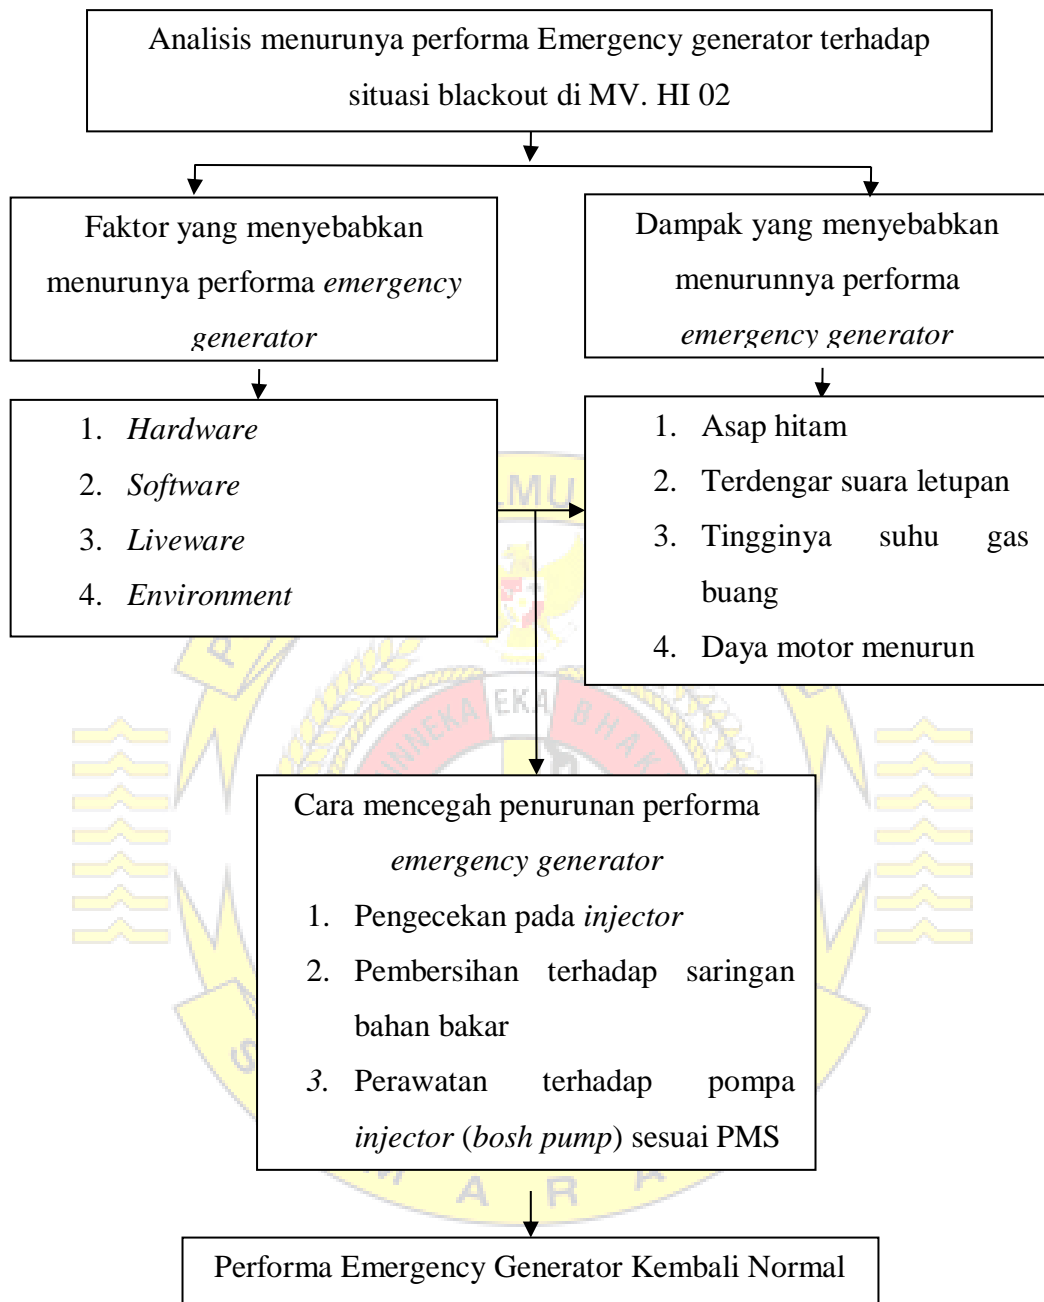 Analisis menurunya performa Emergency generator terhadap
situasi blackout di MV. HI 02
Faktor yang menyebabkan
menurunya performa emergency
generator
Dampak yang menyebabkan
menurunnya performa
emergency generator
1. Hardware
2. Software
3. Liveware
4. Environment
1. Asap hitam
2. Terdengar suara letupan
3. Tingginya suhu gas
buang
4. Daya motor menurun
Cara mencegah penurunan performa
emergency generator
1. Pengecekan pada injector
2. Pembersihan terhadap saringan
bahan bakar
3. Perawatan terhadap pompa
injector (bosh pump) sesuai PMS
Performa Emergency Generator Kembali Normal